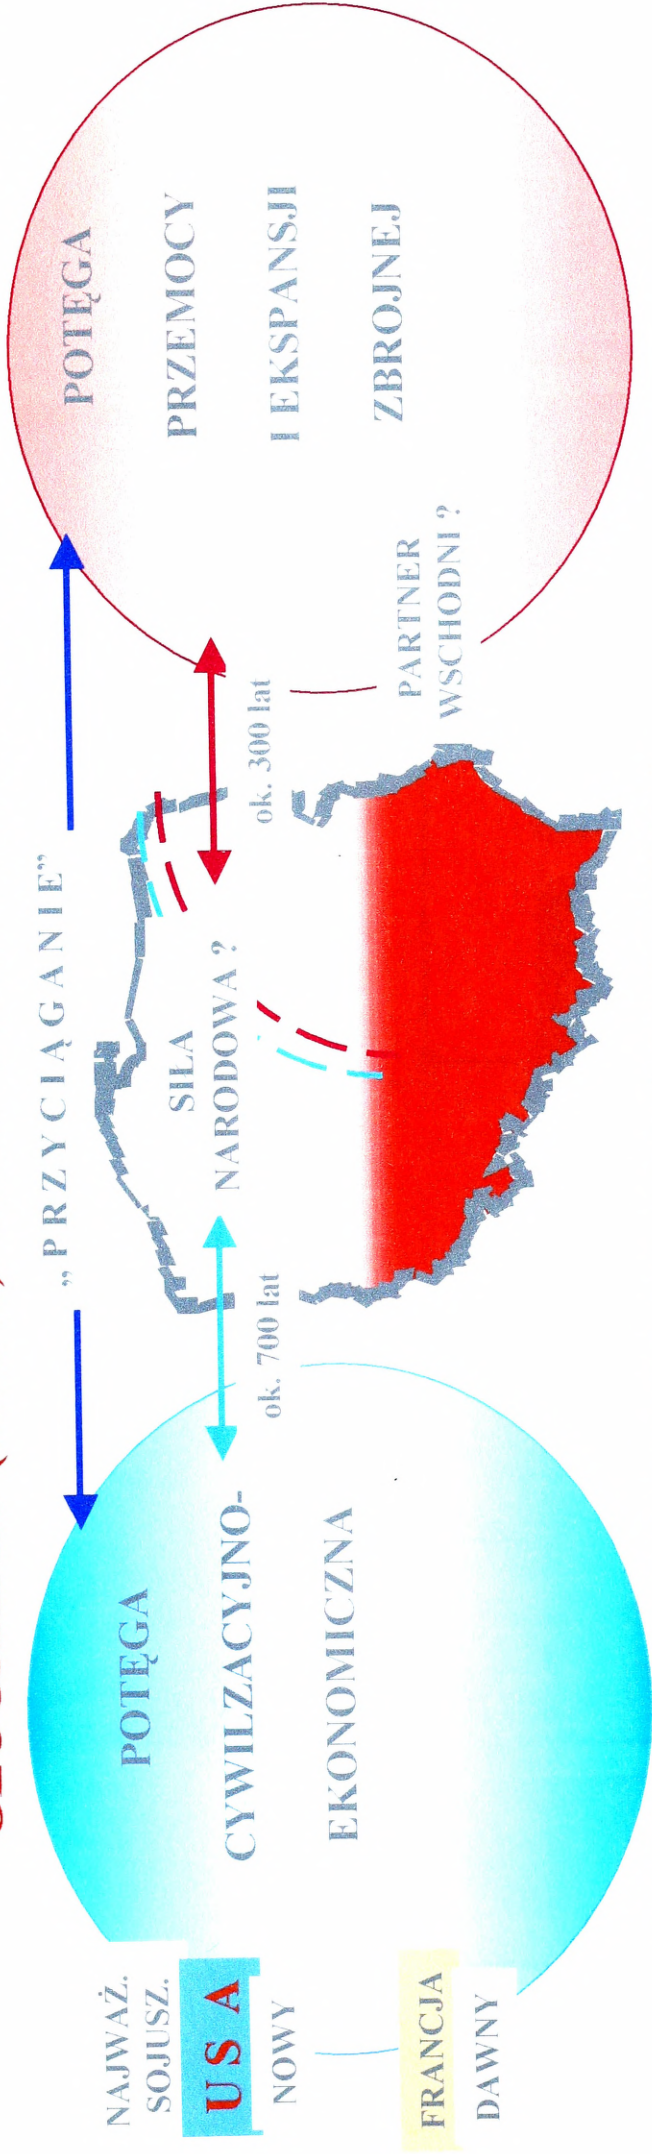 „PRZYCIĄGANIE”
NAJWAŻ.
SOJUSZ.
U S A
NOWY
FRANCJA
DAWNY
POTĘGA
CYWILZACYJNO-
EKONOMICZNA
ok. 700 lat
SIŁA
NARODOWA ?
ok. 300 lat
PARTNER
WSCHODNI ?
POTĘGA
PRZEMOCY
I EKSPANSJI
ZBROJNEJ